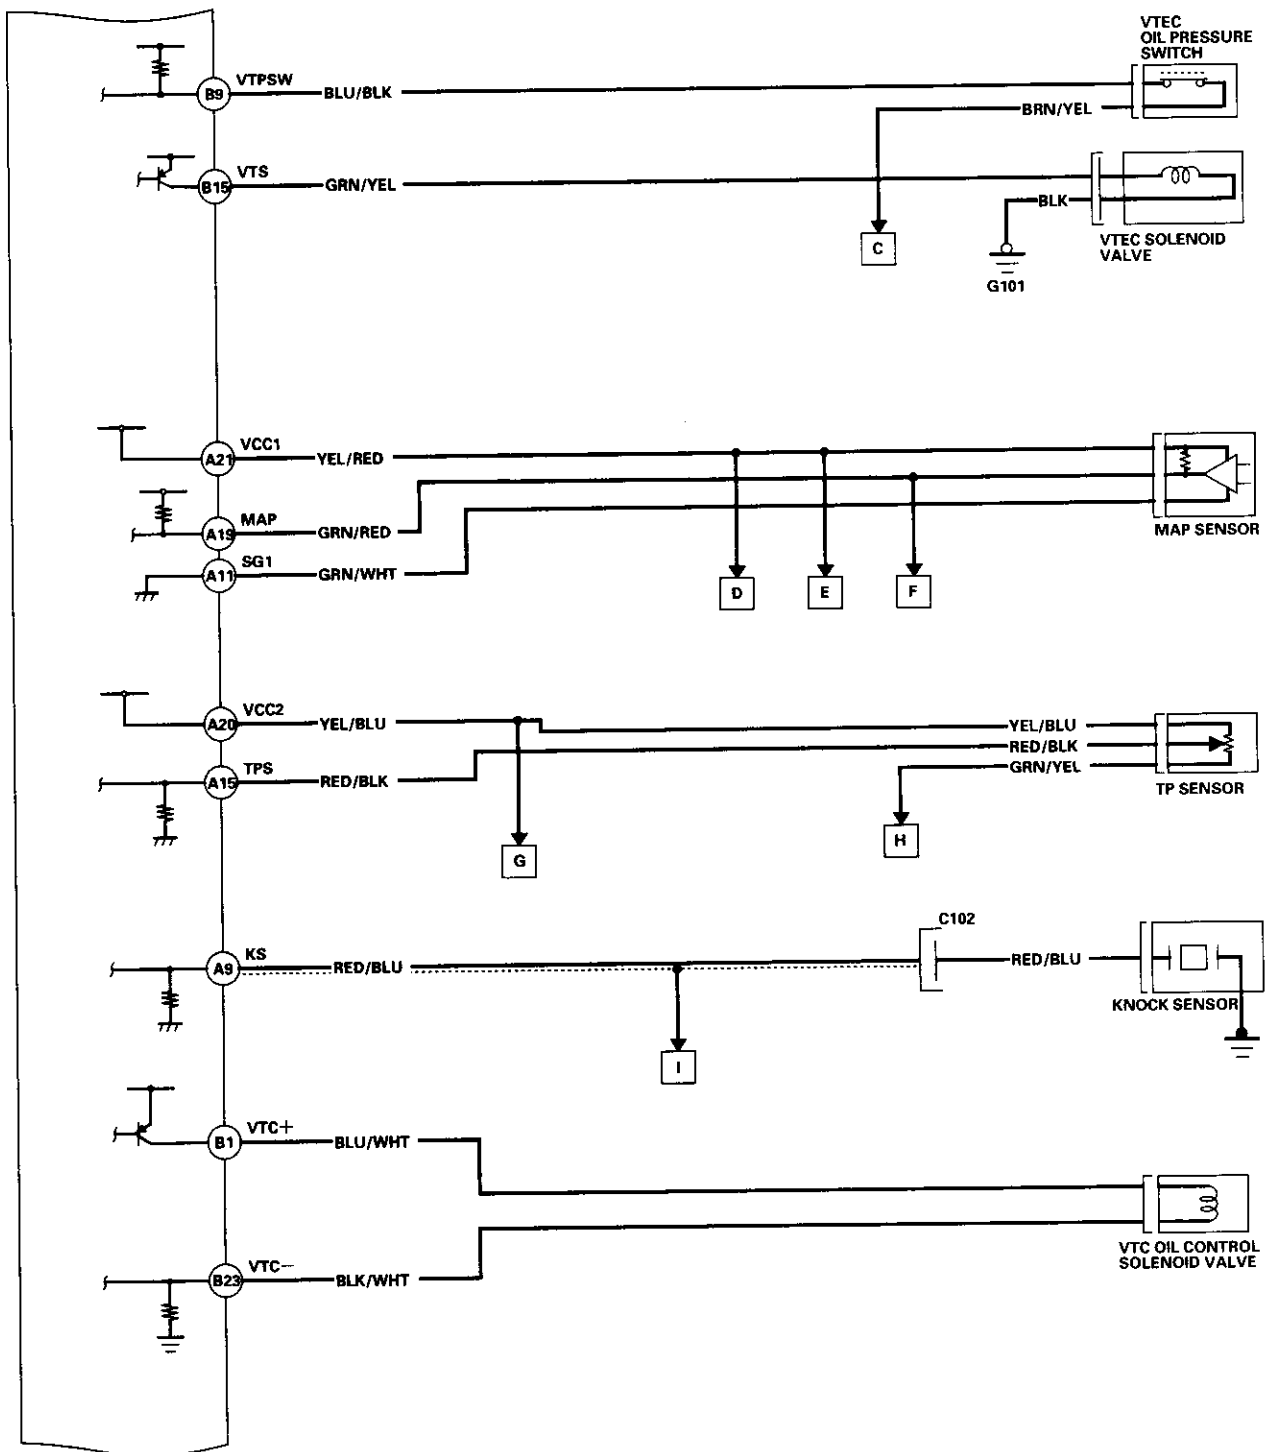 VTEC
OIL PRESSURE
SWITCH
B9 VTPSW
BLU/BLK
BRN/YEL
B15 VTS
GRN/YEL
BLK
C
G101
VTEC SOLENOID
VALVE
A21 VCC1
YEL/RED
A19 MAP
GRN/RED
A11 SG1
GRN/WHT
D
E
F
MAP SENSOR
A20 VCC2
YEL/BLU
YEL/BLU
A15 TPS
RED/BLK
RED/BLK
GRN/YEL
TP SENSOR
G
H
A9 KS
RED/BLU
C102
RED/BLU
KNOCK SENSOR
I
B1 VTC+
BLU/WHT
B23 VTC−
BLK/WHT
VTC OIL CONTROL
SOLENOID VALVE